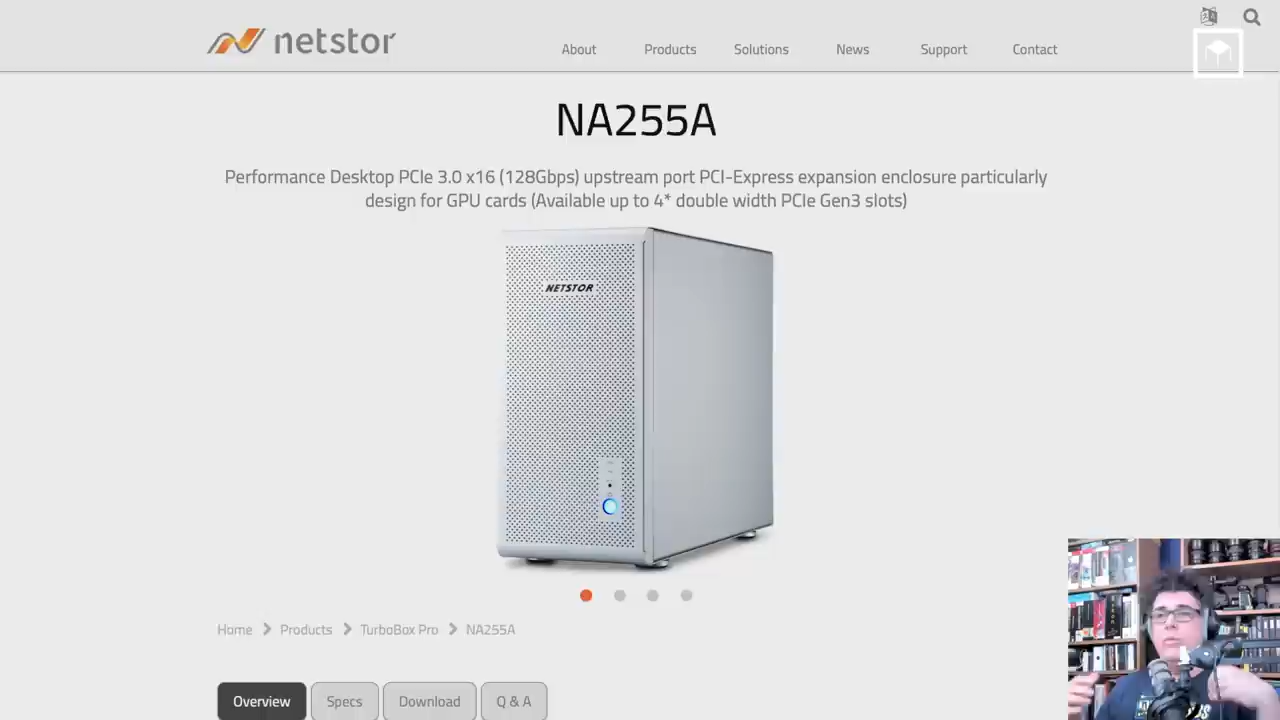 netstor
About
Products
Solutions
News
Support
Contact
NA255A
Performance Desktop PCIe 3.0 x16 (128Gbps) upstream port PCI-Express expansion enclosure particularly
design for GPU cards (Available up to 4* double width PCIe Gen3 slots)
NETSTOR
Home
Products
TurboBox Pro
NA255A
Overview
Specs
Download
Q & A